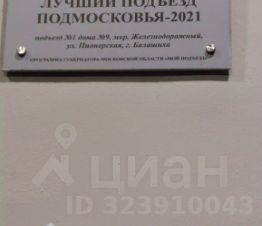 ЛУЧШИЙ ПОДЪЕЗД
ПОДМОСКОВЬЯ-2021
подъезд №1 дома №9, мкр. Железнодорожный,
ул. Пионерская, г. Балашиха
ПРОГРАММА ГУБЕРНАТОРА МОСКОВСКОЙ ОБЛАСТИ «МОЙ ПОДЪЕЗД»
циан
ID 323910043